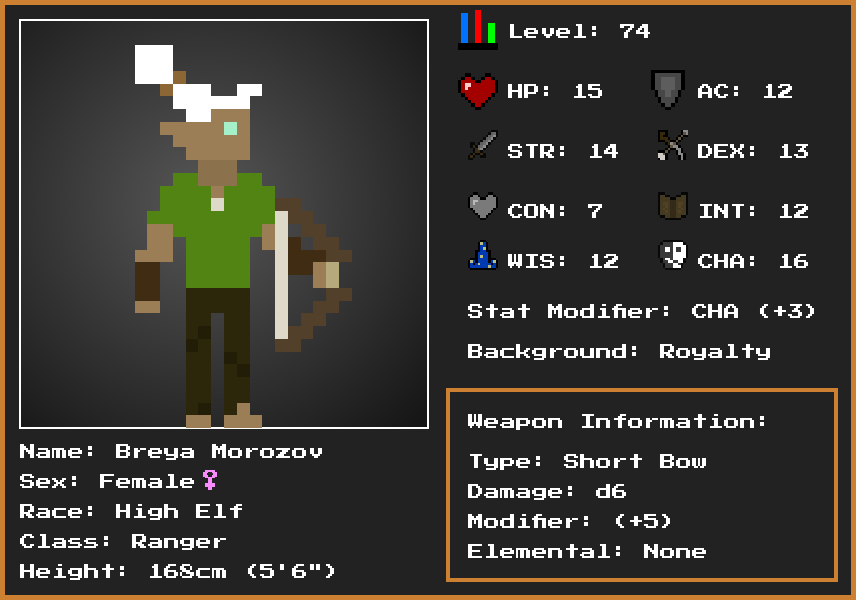 Level: 74
HP: 15 AC: 12
STR: 14 DEX: 13
CON: 7 INT: 12
WIS: 12 CHA: 16
Stat Modifier: CHA (+3)
Background: Royalty
Weapon Information:
Type: Short Bow
Damage: d6
Modifier: (+5)
Elemental: None
Name: Breya Morozov
Sex: Female♀
Race: High Elf
Class: Ranger
Height: 168cm (5'6")